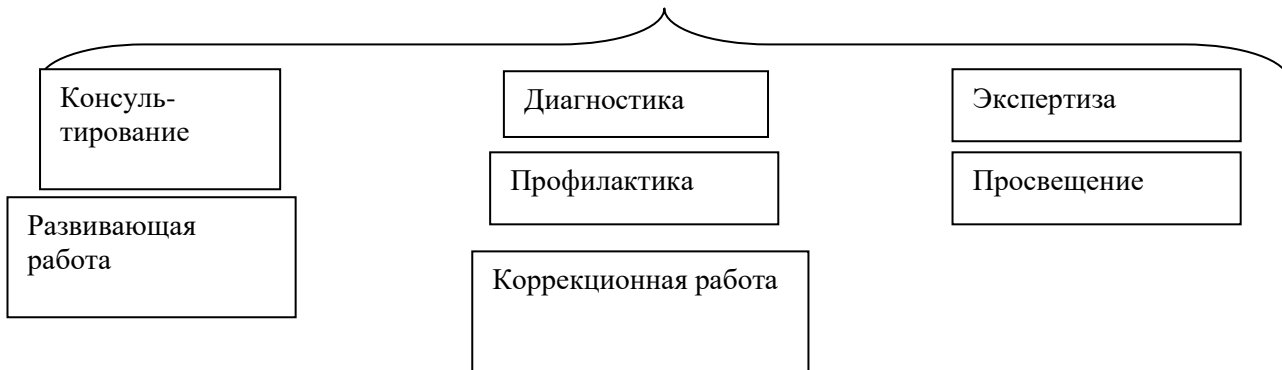 Консуль-
тирование
Диагностика
Экспертиза
Профилактика
Просвещение
Развивающая
работа
Коррекционная работа